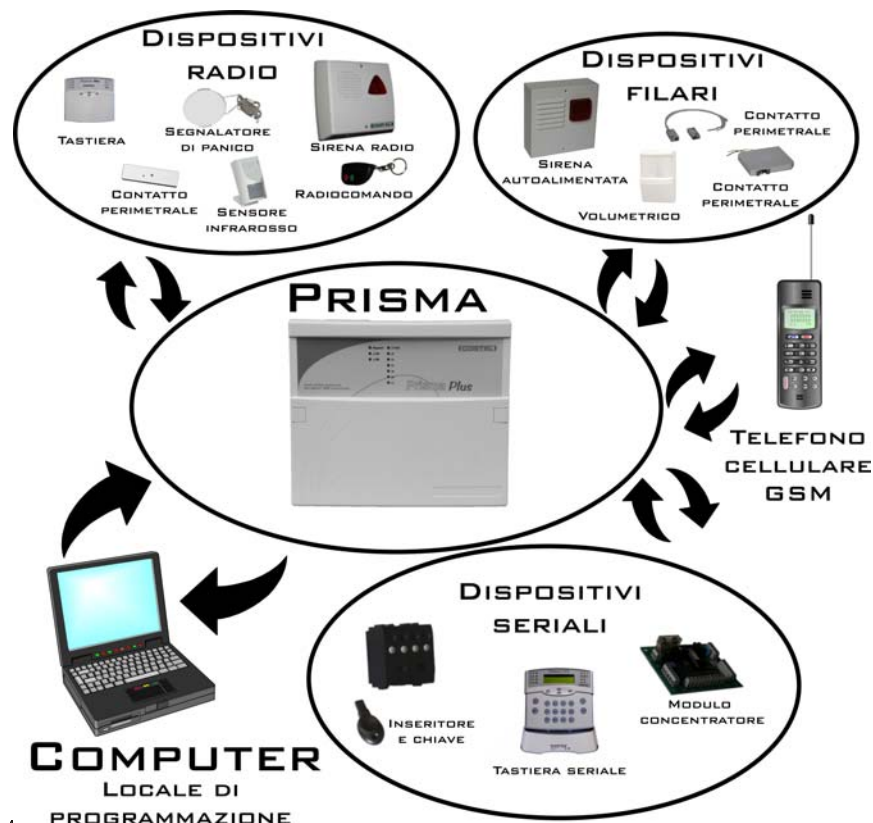 DISPOSITIVI
RADIO
TASTIERA
SEGNALATORE
DI PANICO
SIRENA RADIO
CONTATTO
PERIMETRALE
SENSORE
INFRAROSSO
RADIOCOMANDO
DISPOSITIVI
FILARI
SIRENA
AUTOALIMENTATA
CONTATTO
PERIMETRALE
VOLUMETRICO
CONTATTO
PERIMETRALE
PRISMA
Prisma Plus
TELEFONO
CELLULARE
GSM
DISPOSITIVI
SERIALI
INSERITORE
E CHIAVE
TASTIERA SERIALE
MODULO
CONCENTRATORE
COMPUTER
LOCALE DI
PROGRAMMAZIONE